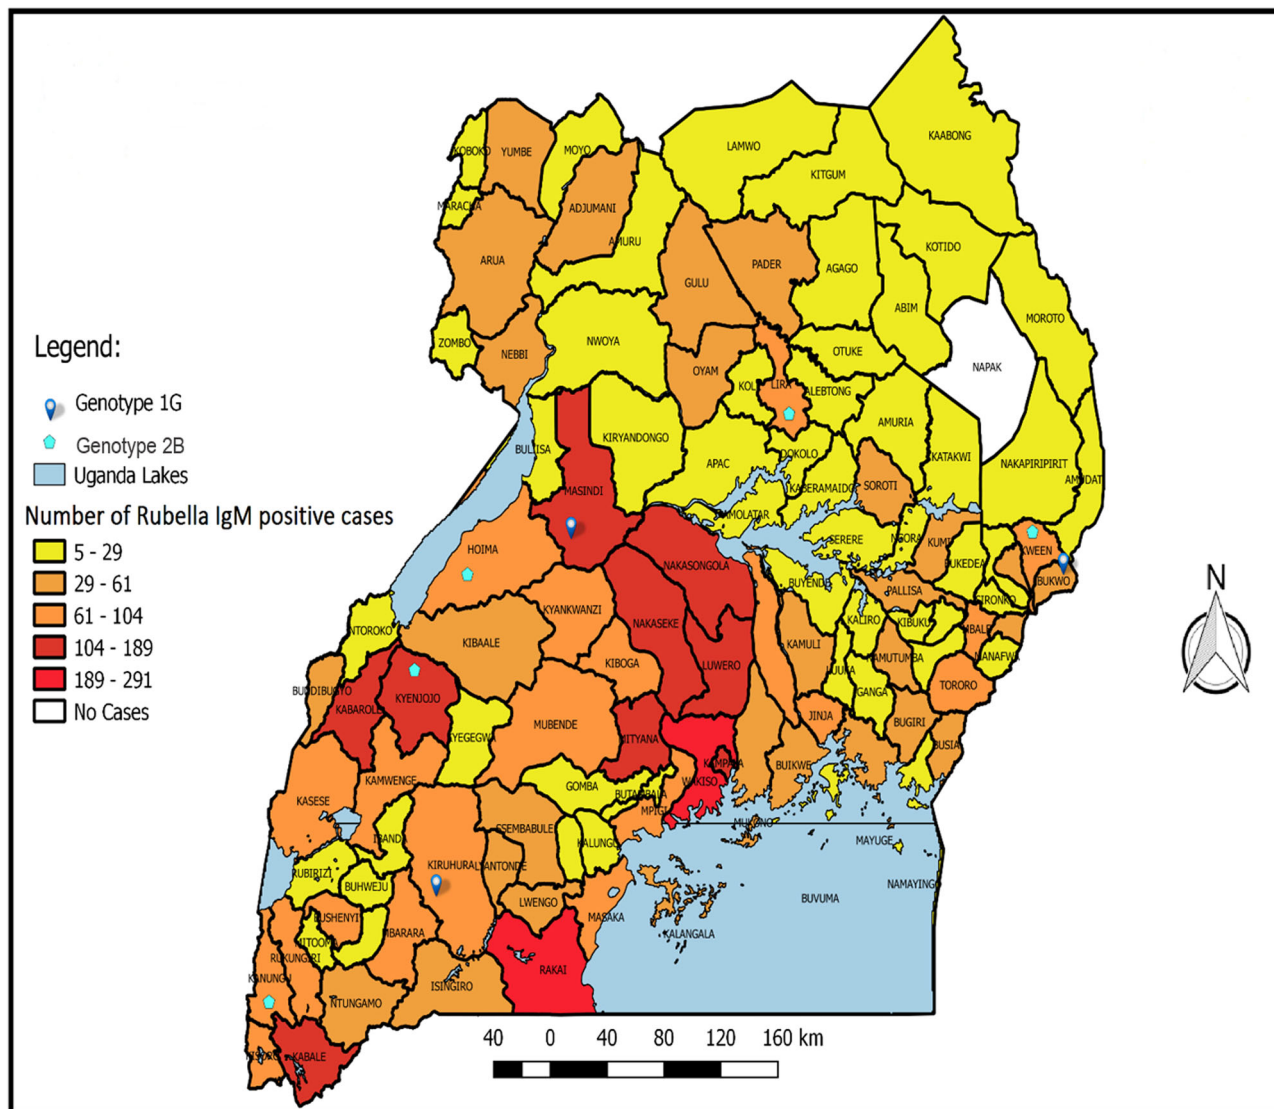 Legend:
Genotype 1G
Genotype 2B
Uganda Lakes
Number of Rubella IgM positive cases
5 - 29
29 - 61
61 - 104
104 - 189
189 - 291
No Cases
KAABONG
LAMWO
KOBOKO
YUMBE
MOYO
KITGUM
MARACHA
ADJUMANI
AMURU
KOTIDO
ARUA
PADER
AGAGO
GULU
ABIM
MOROTO
ZOMBO
NEBBI
NWOYA
OTUKE
NAPAK
OYAM
KOL
LIRA
ALEBTONG
AMURIA
BULIISA
KIRYANDONGO
APAC
DOKOLO
KATAKWI
NAKAPIRIPIRIT
AMUDAT
MASINDI
KABERAMAIDO
SOROTI
AMOLATAR
SERERE
NGORA
KUMI
KWEEN
HOIMA
NAKASONGOLA
BUKEDEA
BUKWO
BUYENDE
PALLISA
SIRONKO
KYANKWANZI
NAKASEKE
KALIRO
KIBUKU
MBALE
NTOROKO
KIBAALE
KAMULI
NAMUTUMBA
MANAFWA
KIBOGA
LUWERO
LUUKA
BUNDIBUGYO
KYENJOJO
KABAROLE
IGANGA
TORORO
MUBENDE
JINJA
BUGIRI
KYEGEGWA
MITYANA
BUSIA
KAMPALA
BUIKWE
KAMWENGE
WAKISO
GOMBA
BUTAMBALA
KASESE
MPIGI
MUKONO
SSEMBABULE
IBANDA
KALUNGU
MAYUGE
KIRUHURA
LYANTONDE
RUBIRIZI
BUHWEJU
NAMAYINGO
LWENGO
BUVUMA
BUSHENYI
MASAKA
MBARARA
KALANGALA
MITOOMA
RUKUNGIRI
RAKAI
KANUNGU
ISINGIRO
NTUNGAMO
KISORO
KABALE
N
40 0 40 80 120 160 km